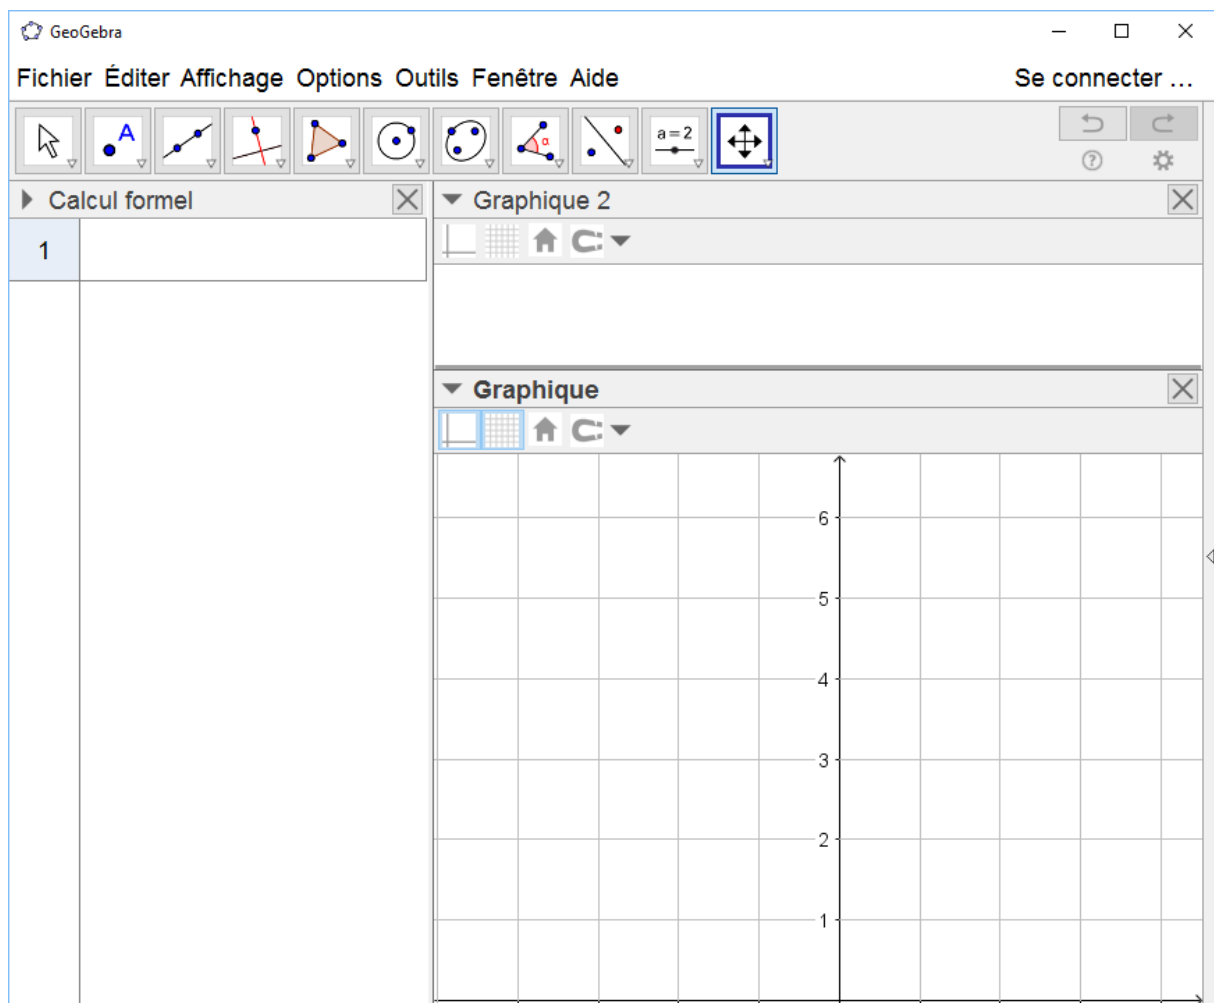 GeoGebra
Fichier Éditer Affichage Options Outils Fenêtre Aide Se connecter ...
A α a = 2
Calcul formel
Graphique 2
1
Graphique
6
5
4
3
2
1